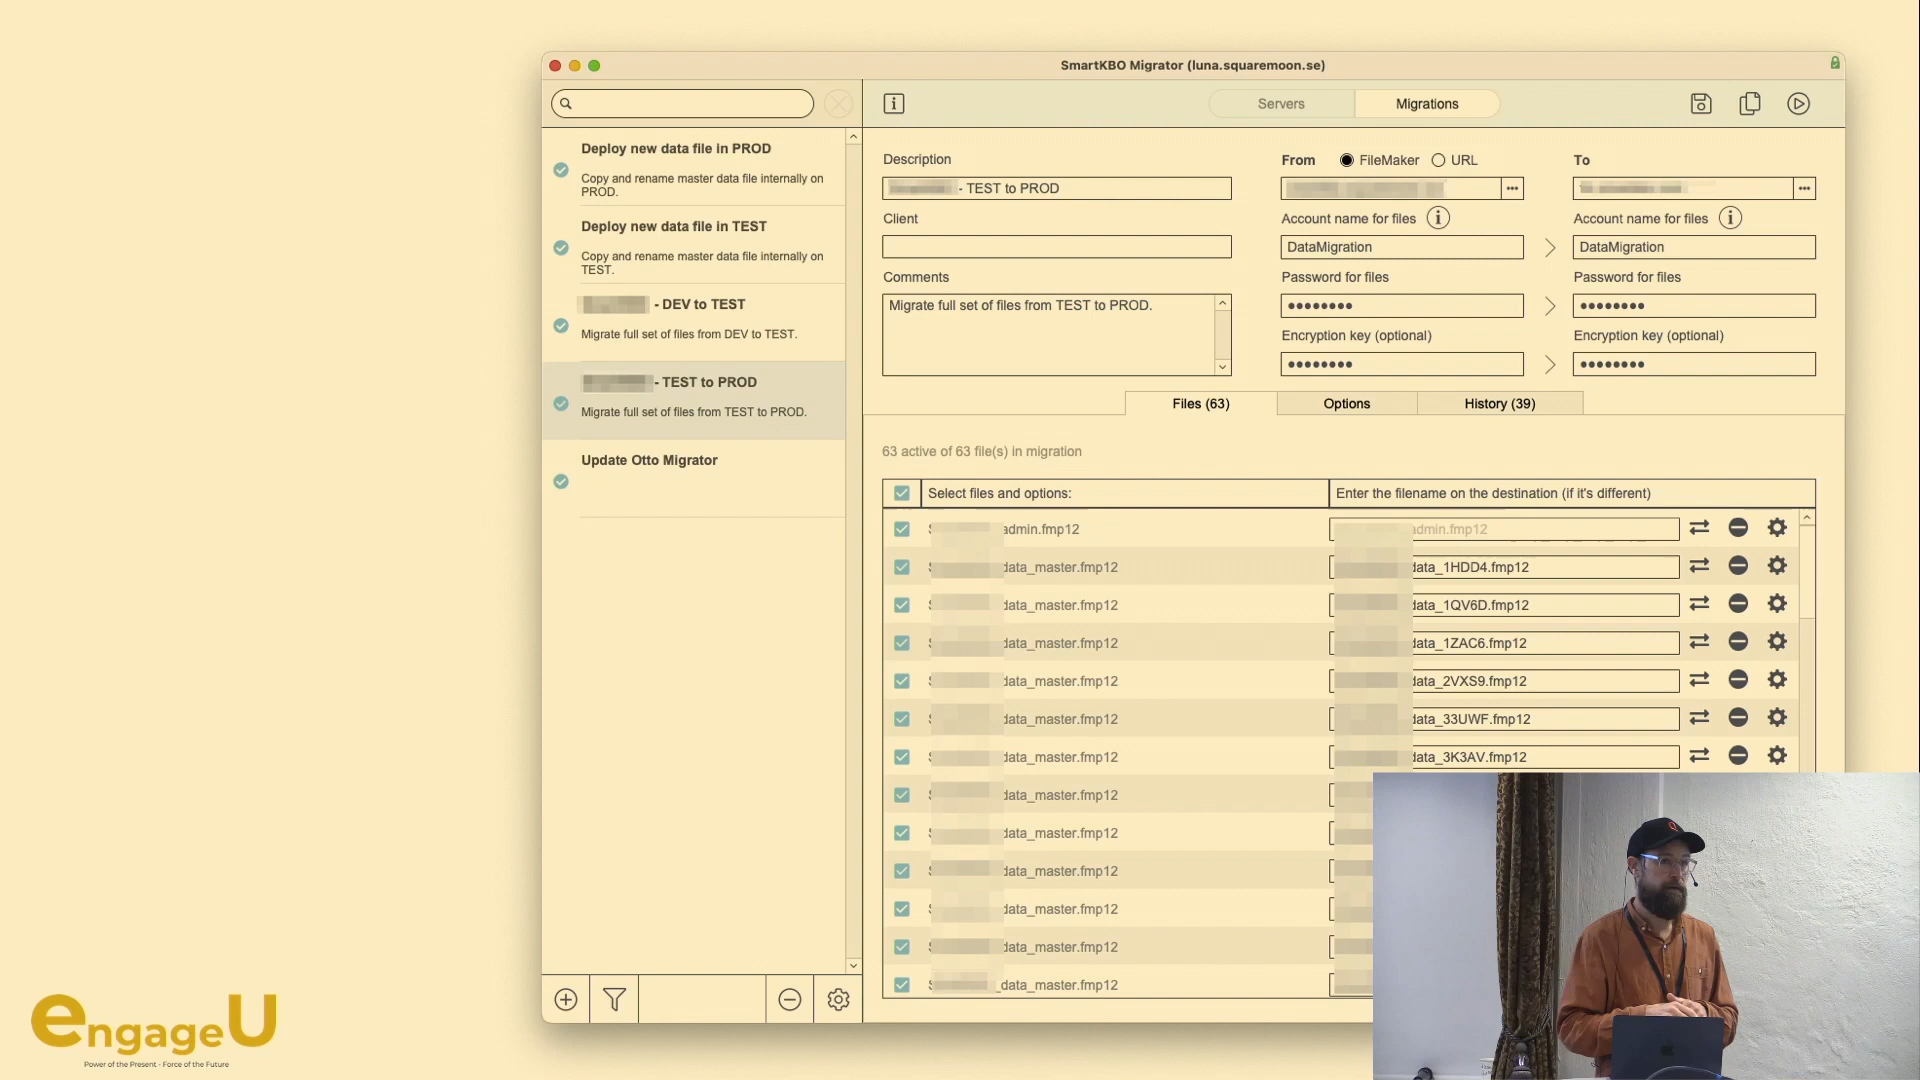 SmartKBO Migrator (luna.squaremoon.se)
Servers
Migrations
Deploy new data file in PROD
Copy and rename master data file internally on
PROD.
Deploy new data file in TEST
Copy and rename master data file internally on
TEST.
- DEV to TEST
Migrate full set of files from DEV to TEST.
- TEST to PROD
Migrate full set of files from TEST to PROD.
Update Otto Migrator
Description
- TEST to PROD
Client
Comments
Migrate full set of files from TEST to PROD.
From FileMaker URL
Account name for files
DataMigration
Password for files
Encryption key (optional)
To
Account name for files
DataMigration
Password for files
Encryption key (optional)
Files (63)
Options
History (39)
63 active of 63 file(s) in migration
Select files and options:
Enter the filename on the destination (if it's different)
admin.fmp12
admin.fmp12
data_master.fmp12
data_1HDD4.fmp12
data_master.fmp12
data_1QV6D.fmp12
data_master.fmp12
data_1ZAC6.fmp12
data_master.fmp12
data_2VXS9.fmp12
data_master.fmp12
data_33UWF.fmp12
data_master.fmp12
data_3K3AV.fmp12
data_master.fmp12
data_master.fmp12
data_master.fmp12
data_master.fmp12
data_master.fmp12
_data_master.fmp12
engageU
Power of the Present - Force of the Future